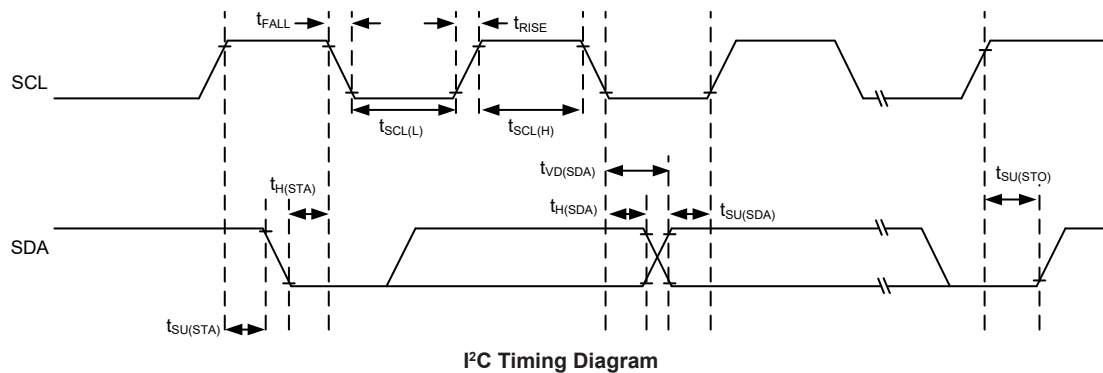 tFALL
tRISE
SCL
tSCL(L)
tSCL(H)
tVD(SDA)
tH(STA)
tSU(STO)
tH(SDA)
tSU(SDA)
SDA
tSU(STA)
I²C Timing Diagram